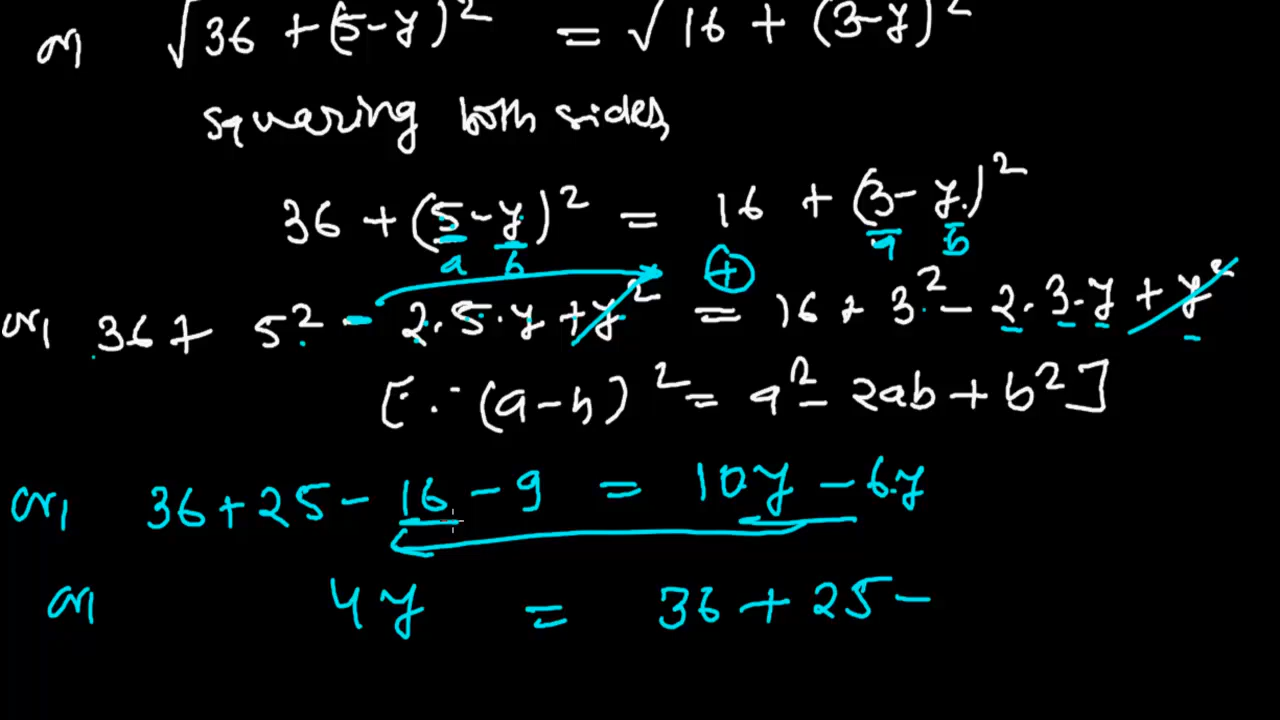 or, √36 + (5-y)² = √16 + (3-y)²
squaring both sides,
36 + (5-y)² = 16 + (3-y)²
a b a b
+
or, 36 + 5² - 2.5.y + y² = 16 + 3² - 2.3.y + y²
[∵ (a-b)² = a² - 2ab + b²]
or, 36+25-16-9 = 10y - 6y
or, 4y = 36 + 25 -